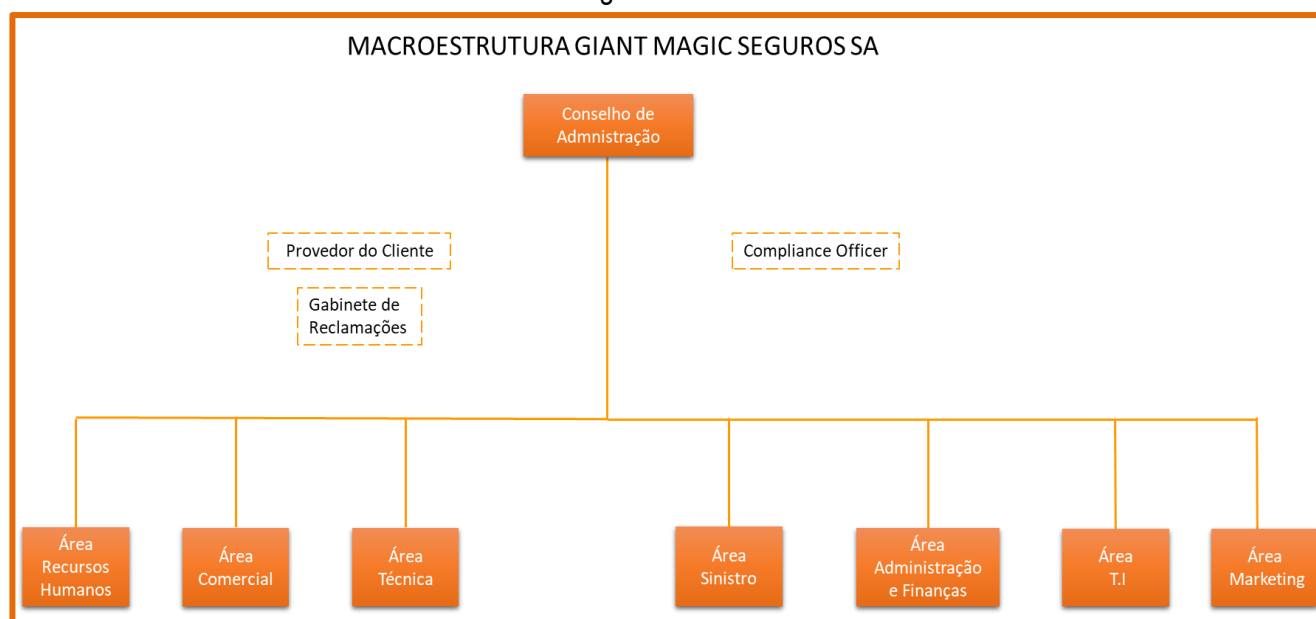 MACROESTRUTURA GIANT MAGIC SEGUROS SA
Conselho de
Admnistração
Provedor do Cliente
Compliance Officer
Gabinete de
Reclamações
Área
Recursos
Humanos
Área
Comercial
Área
Técnica
Área
Sinistro
Área
Administração
e Finanças
Área
T.I
Área
Marketing